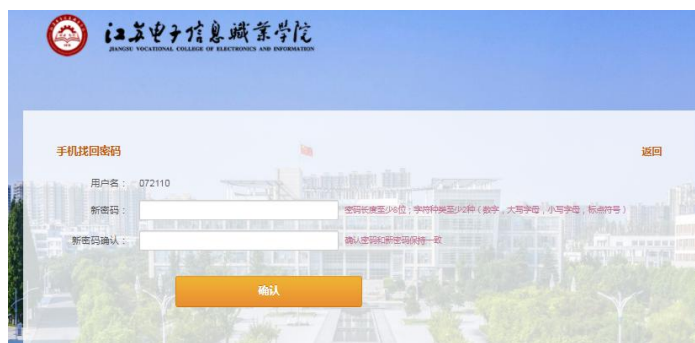 江苏电子信息职业学院
JIANGSU VOCATIONAL COLLEGE OF ELECTRONICS AND INFORMATION
手机找回密码 返回
用户名： 072110
新密码： 密码长度至少8位；字符种类至少2种（数字，大写字母，小写字母，标点符号）
新密码确认： 确认密码和新密码保持一致
确认